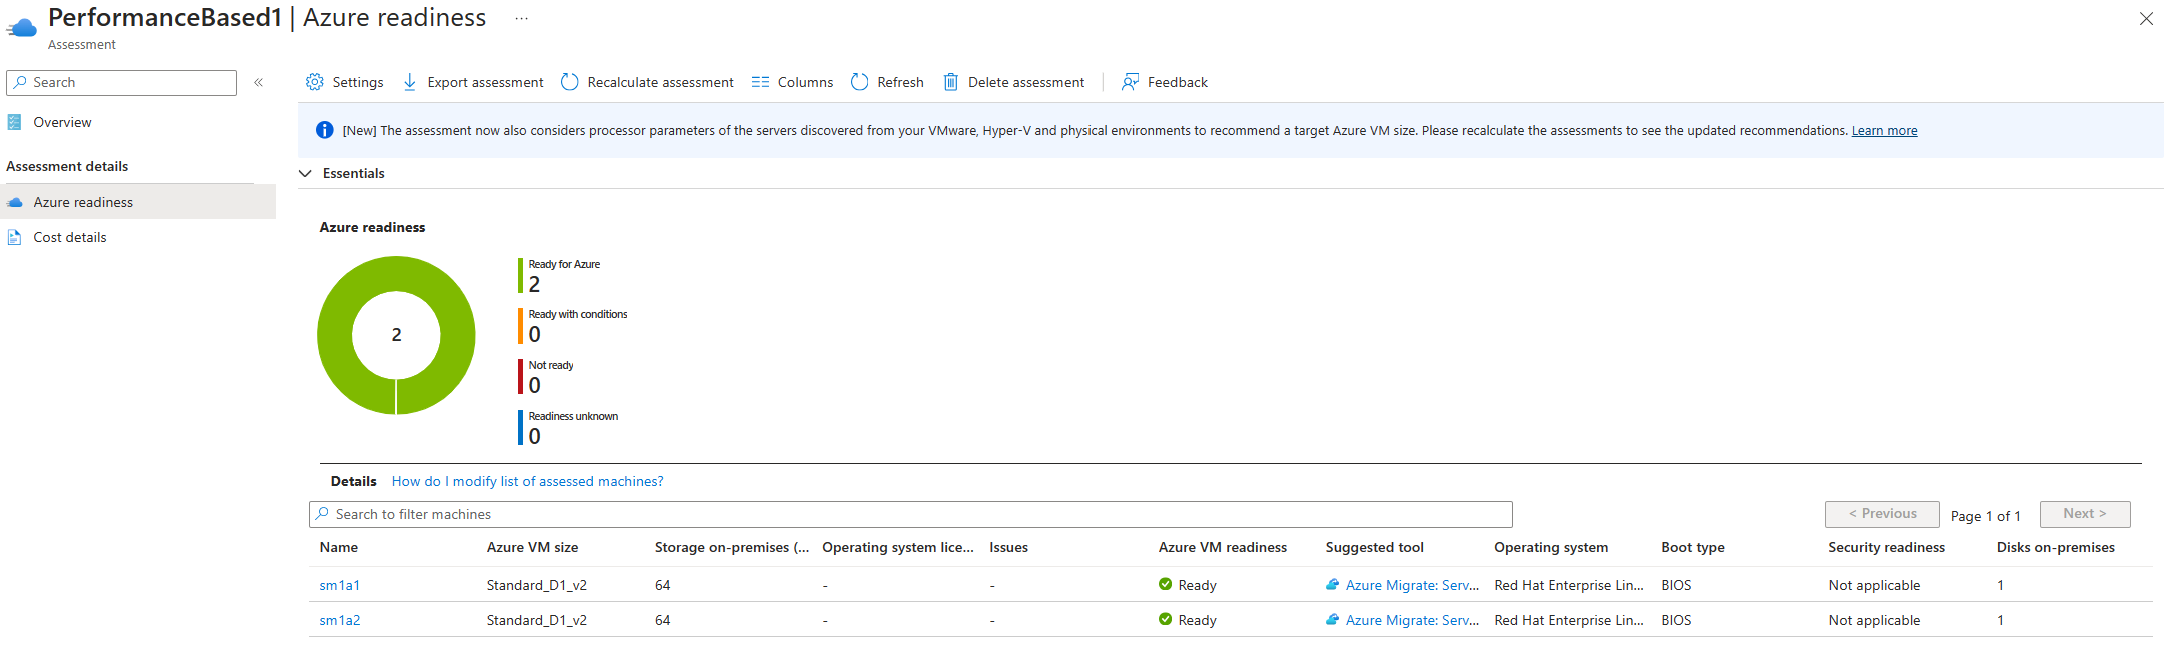 PerformanceBased1 | Azure readiness ...
Assessment
Search «
Settings Export assessment Recalculate assessment Columns Refresh Delete assessment Feedback
Overview
Assessment details
Azure readiness
Cost details
[New] The assessment now also considers processor parameters of the servers discovered from your VMware, Hyper-V and physical environments to recommend a target Azure VM size. Please recalculate the assessments to see the updated recommendations. Learn more
Essentials
Azure readiness
2
Ready for Azure
2
Ready with conditions
0
Not ready
0
Readiness unknown
0
Details How do I modify list of assessed machines?
Search to filter machines
< Previous Page 1 of 1 Next >
Name Azure VM size Storage on-premises (... Operating system lice... Issues Azure VM readiness Suggested tool Operating system Boot type Security readiness Disks on-premises
sm1a1 Standard_D1_v2 64 - - Ready Azure Migrate: Serv... Red Hat Enterprise Lin... BIOS Not applicable 1
sm1a2 Standard_D1_v2 64 - - Ready Azure Migrate: Serv... Red Hat Enterprise Lin... BIOS Not applicable 1